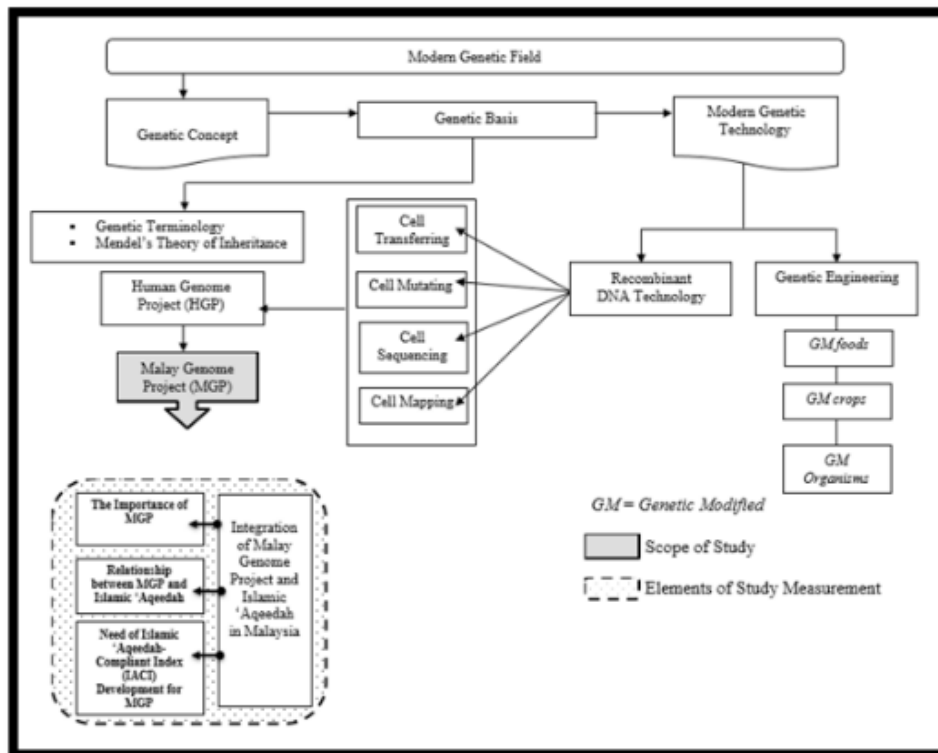 Modern Genetic Field
Genetic Concept
Genetic Basis
Modern Genetic
Technology
▪ Genetic Terminology
▪ Mendel's Theory of Inheritance
Cell
Transferring
Cell Mutating
Cell
Sequencing
Cell Mapping
Recombinant
DNA Technology
Genetic Engineering
GM foods
GM crops
GM
Organisms
Human Genome
Project (HGP)
Malay Genome
Project (MGP)
The Importance of
MGP
Relationship
between MGP and
Islamic 'Aqeedah
Need of Islamic
'Aqeedah-
Compliant Index
(IACI)
Development for
MGP
Integration
of Malay
Genome
Project and
Islamic
'Aqeedah
in Malaysia
GM = Genetic Modified
Scope of Study
Elements of Study Measurement